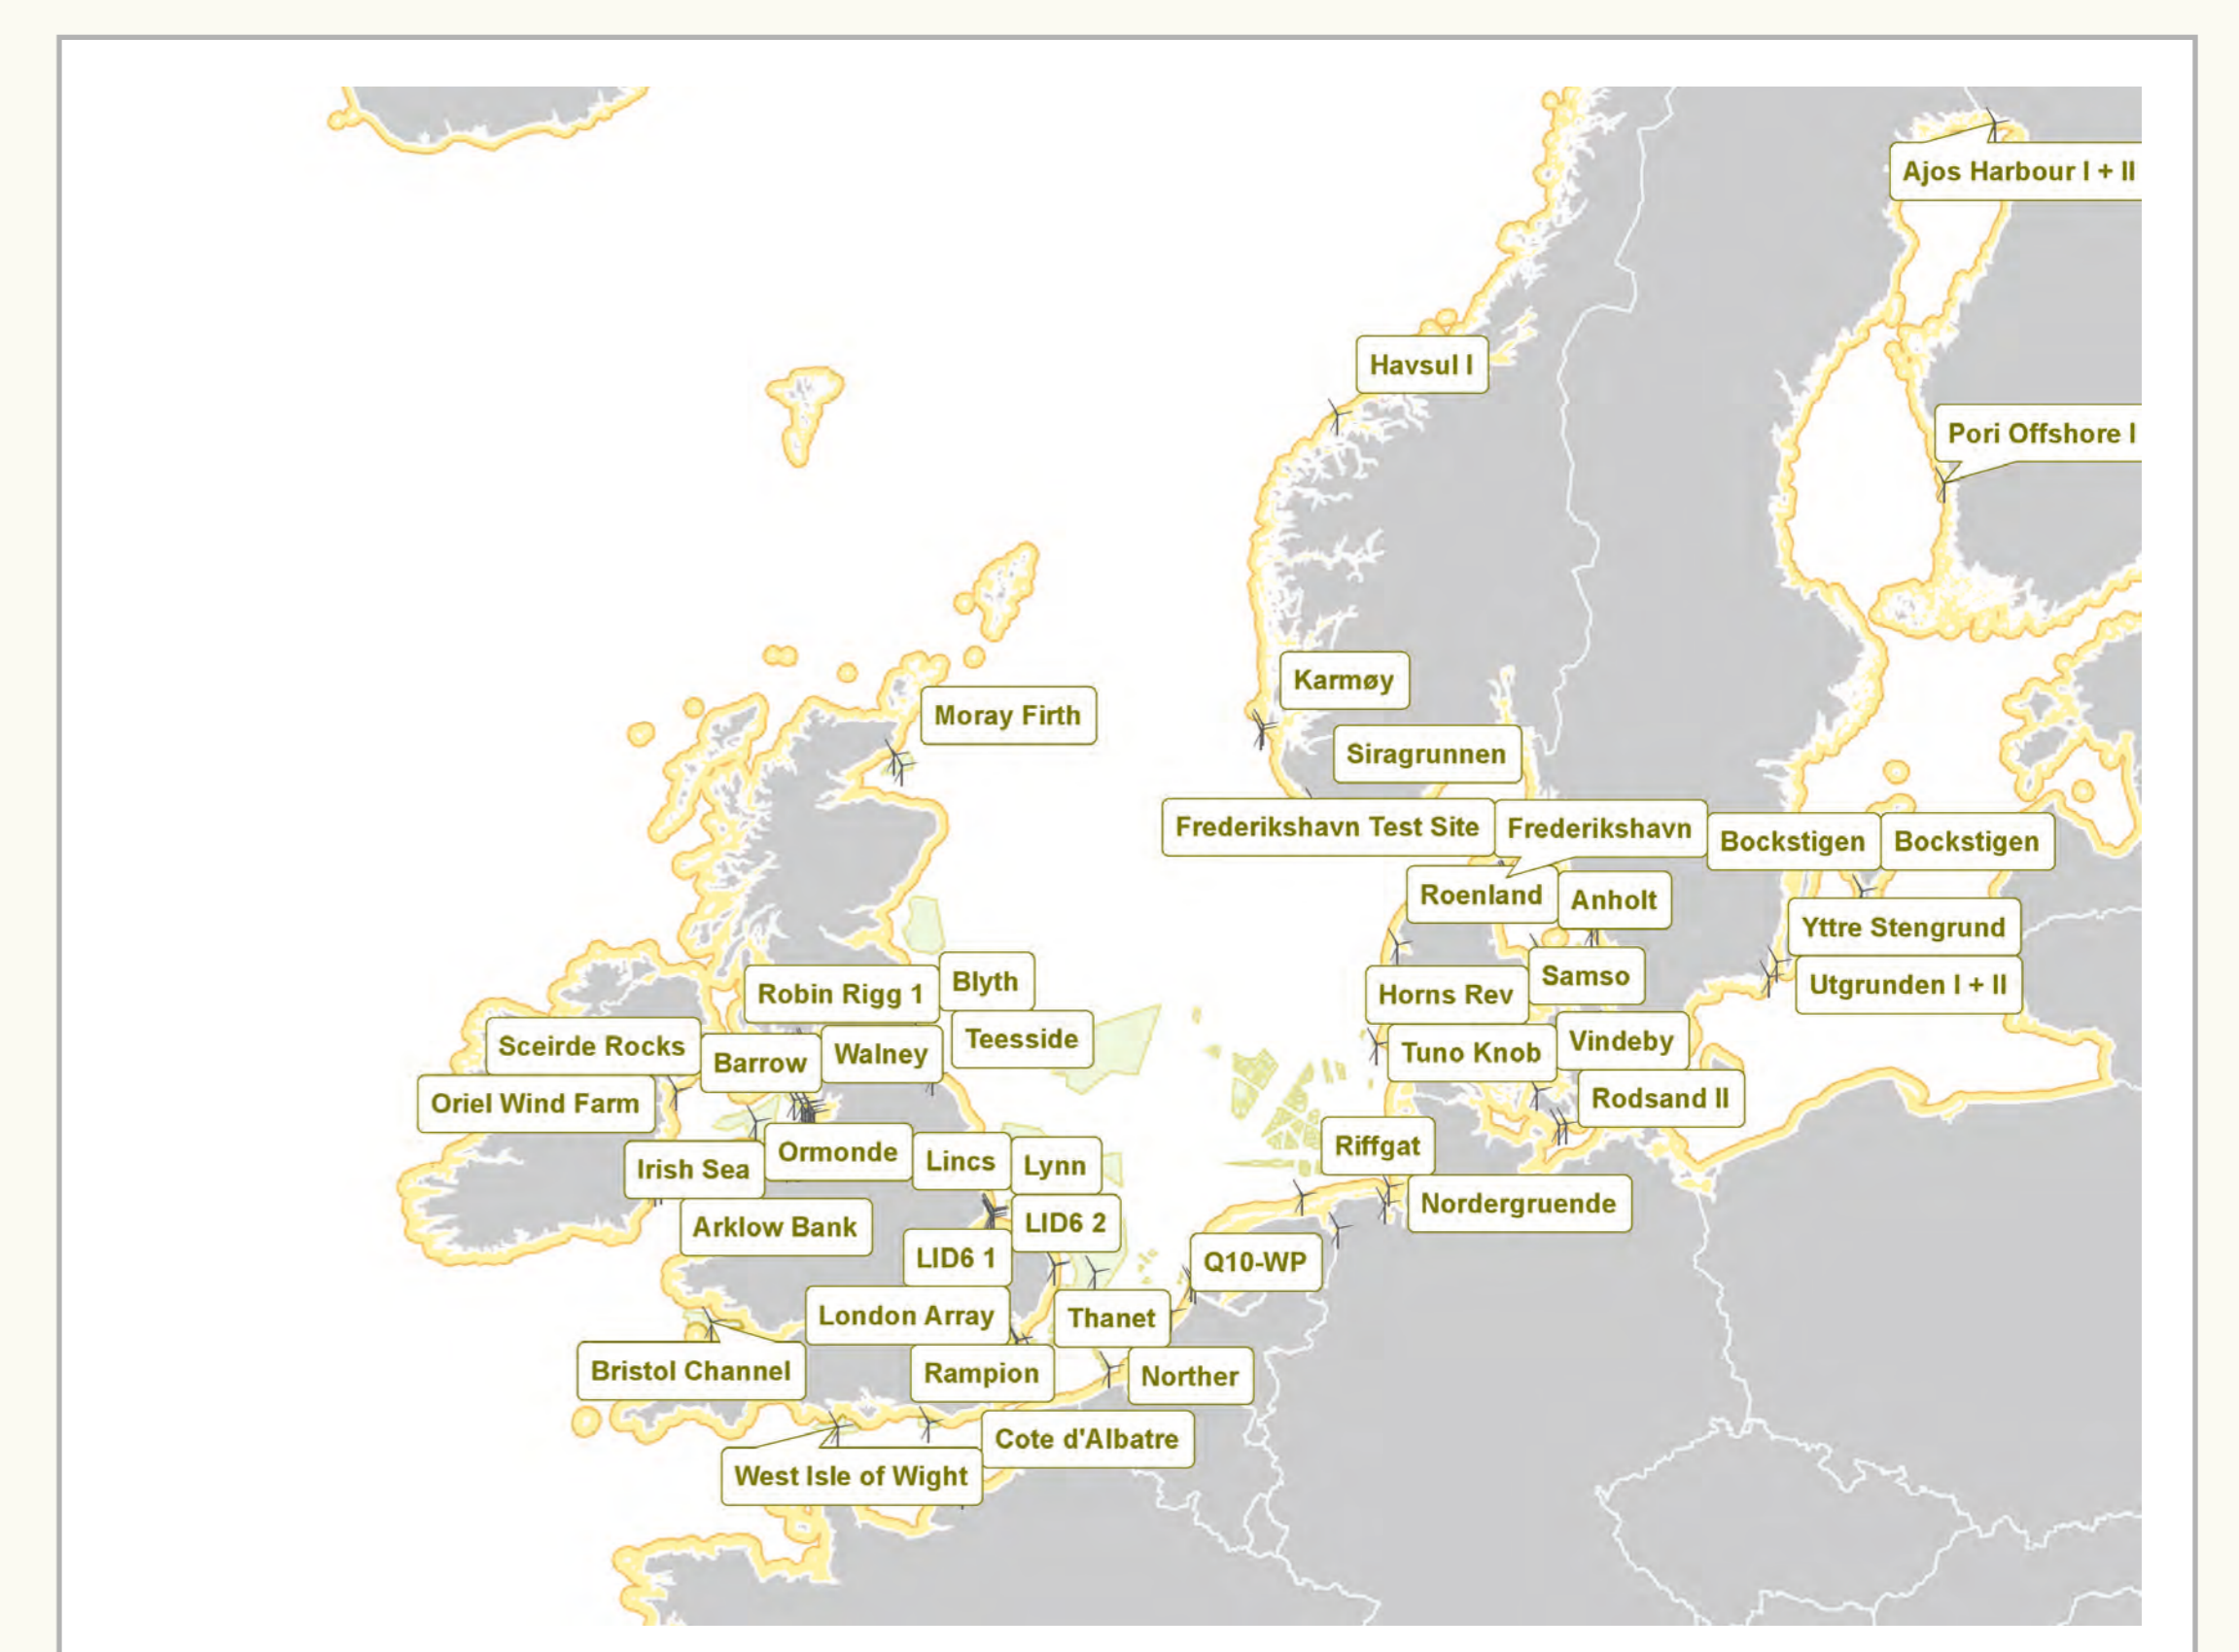 Ajos Harbour I + II
Havsul I
Pori Offshore I
Karmøy
Moray Firth
Siragrunnen
Frederikshavn Test Site
Frederikshavn
Bockstigen
Bockstigen
Roenland
Anholt
Yttre Stengrund
Blyth
Robin Rigg 1
Samso
Utgrunden I + II
Horns Rev
Sceirde Rocks
Teesside
Barrow
Walney
Tuno Knob
Vindeby
Oriel Wind Farm
Rodsand II
Riffgat
Irish Sea
Ormonde
Lincs
Lynn
Nordergruende
Arklow Bank
LID6 2
LID6 1
Q10-WP
London Array
Thanet
Bristol Channel
Rampion
Norther
Cote d'Albatre
West Isle of Wight